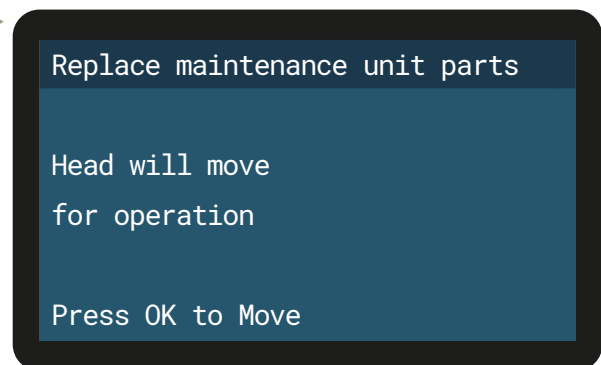 Replace maintenance unit parts
Head will move
for operation
Press OK to Move